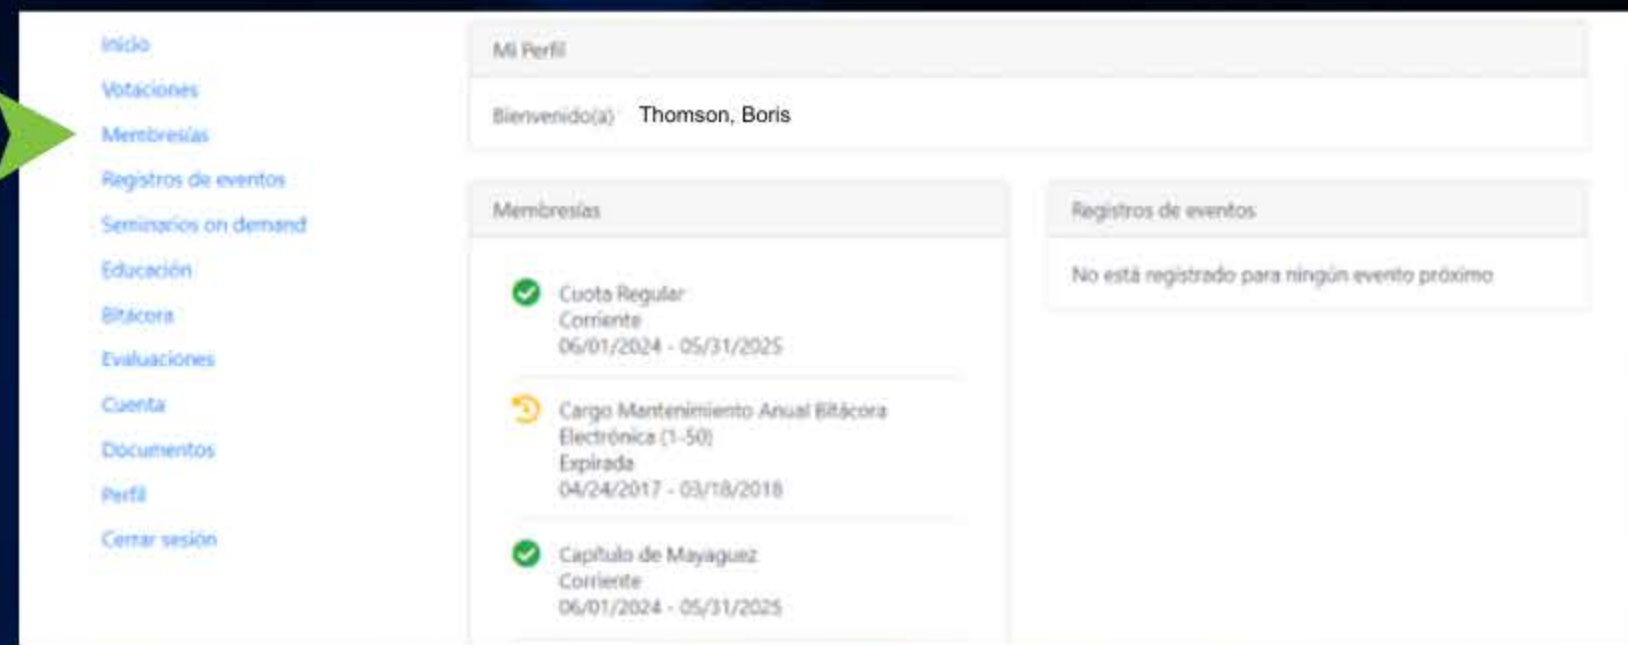 Inicio
Votaciones
Membresías
Registros de eventos
Seminarios on demand
Educación
Bitácora
Evaluaciones
Cuenta
Documentos
Perfil
Cerrar sesión
Mi Perfil
Bienvenido(a) Thomson, Boris
Membresías
Cuota Regular
Corriente
06/01/2024 - 05/31/2025
Cargo Mantenimiento Anual Bitácora
Electrónica (1-50)
Expirada
04/24/2017 - 03/18/2018
Capítulo de Mayaguez
Corriente
06/01/2024 - 05/31/2025
Registros de eventos
No está registrado para ningún evento próximo